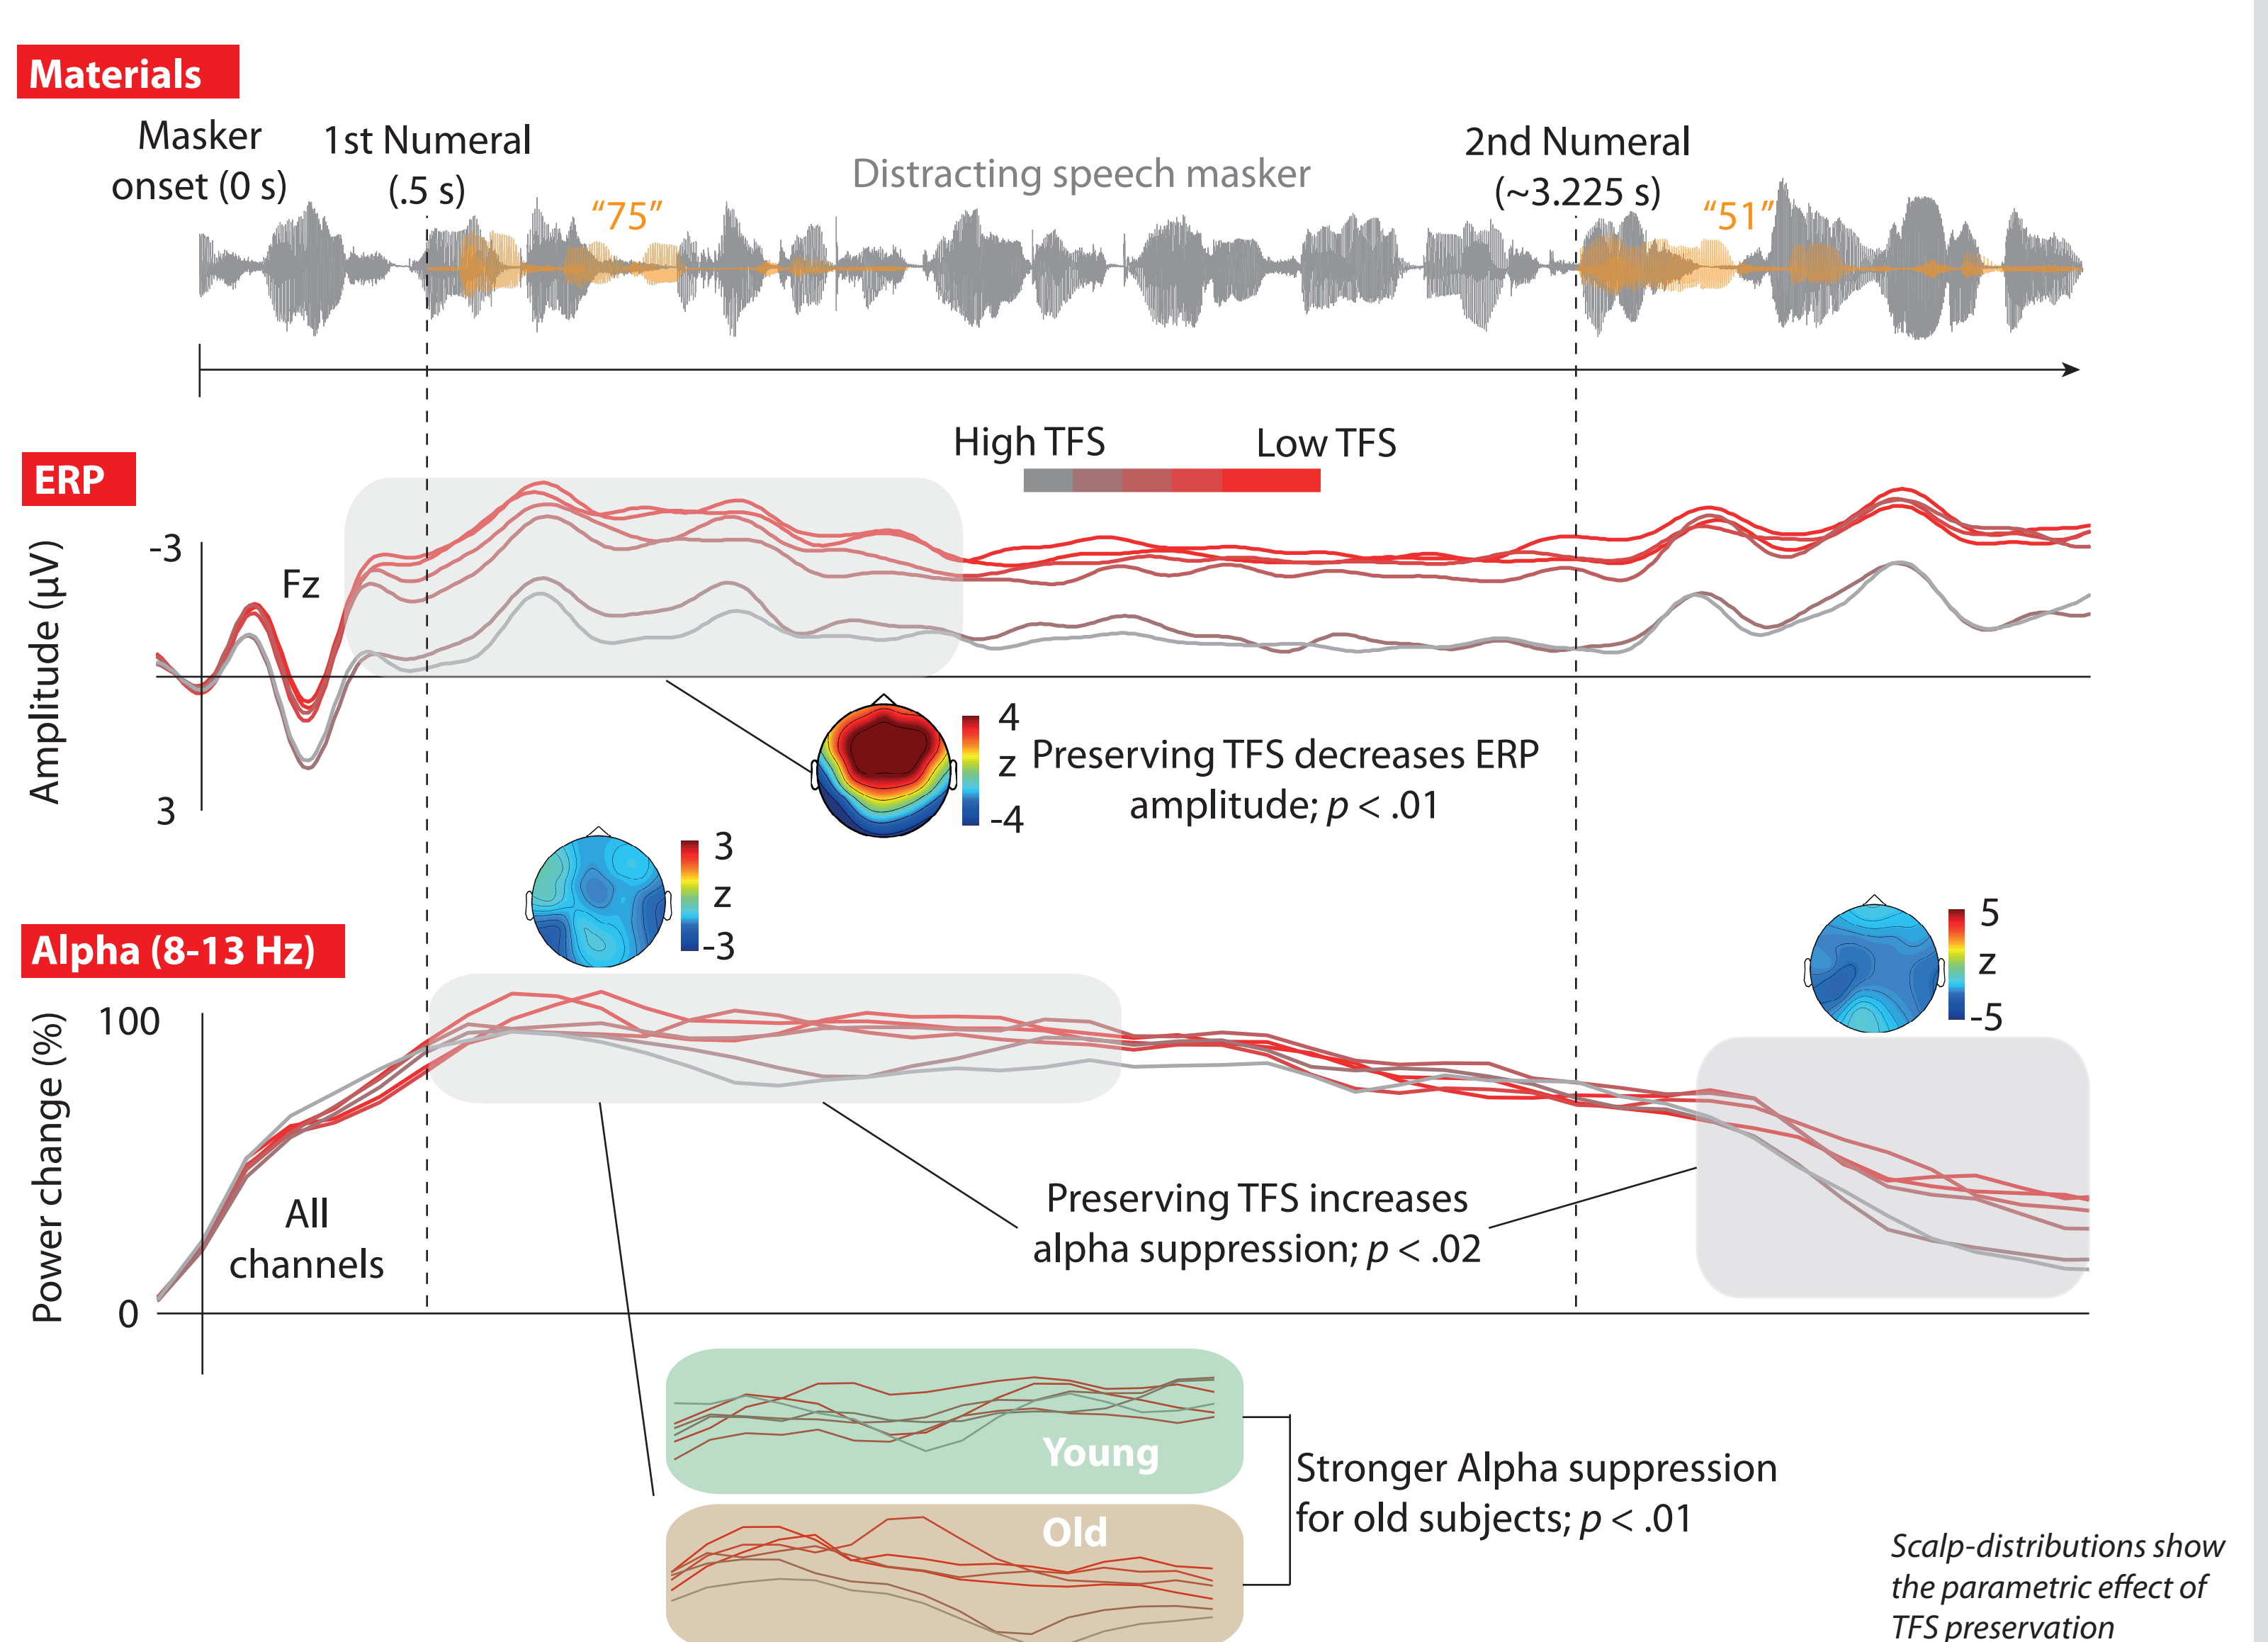 Materials
Masker
onset (0 s)
1st Numeral
(.5 s)
“75”
Distracting speech masker
2nd Numeral
(~3.225 s)
“51”
High TFS
Low TFS
ERP
Amplitude (µV)
-3
3
Fz
4
z
-4
Preserving TFS decreases ERP
amplitude; p < .01
3
z
-3
5
z
-5
Alpha (8-13 Hz)
Power change (%)
100
0
All
channels
Preserving TFS increases
alpha suppression; p < .02
Young
Old
Stronger Alpha suppression
for old subjects; p < .01
Scalp-distributions show
the parametric effect of
TFS preservation